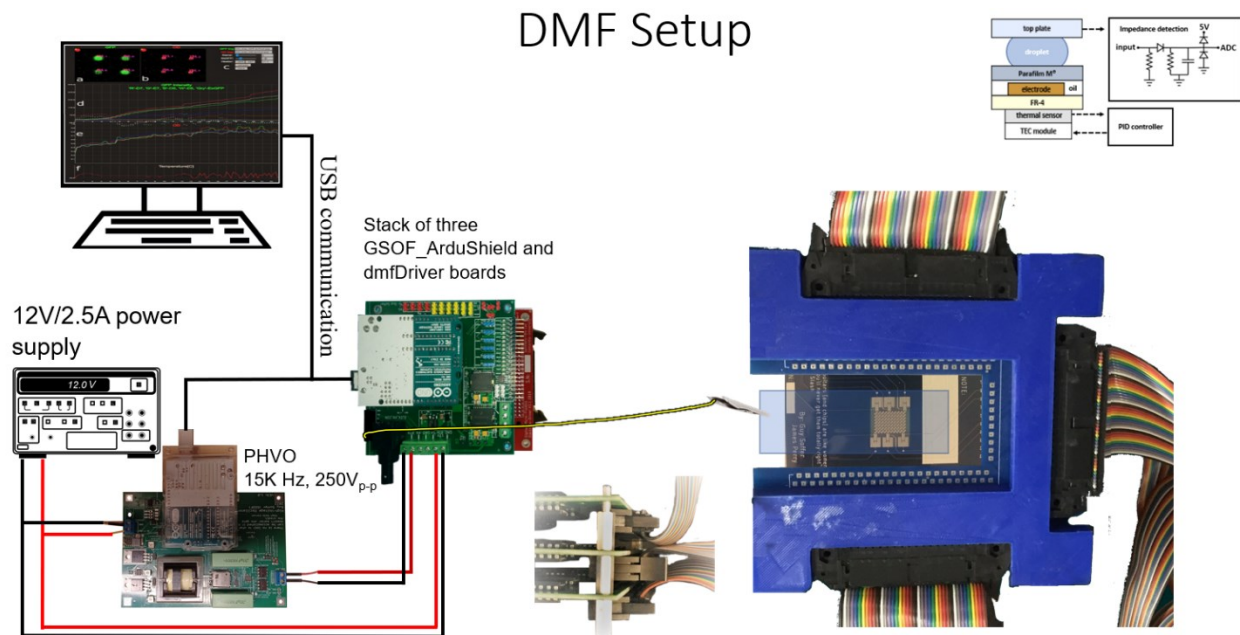 DMF Setup
top plate
droplet
Parafilm M®
electrode
oil
FR-4
thermal sensor
TEC module
Impedance detection
5V
input
ADC
PID controller
a
b
c
d
e
f
USB communication
Stack of three
GSOF_ArduShield and
dmfDriver boards
12V/2.5A power
supply
12.0 V
PHVO
15K Hz, 250Vp-p
NOTE: